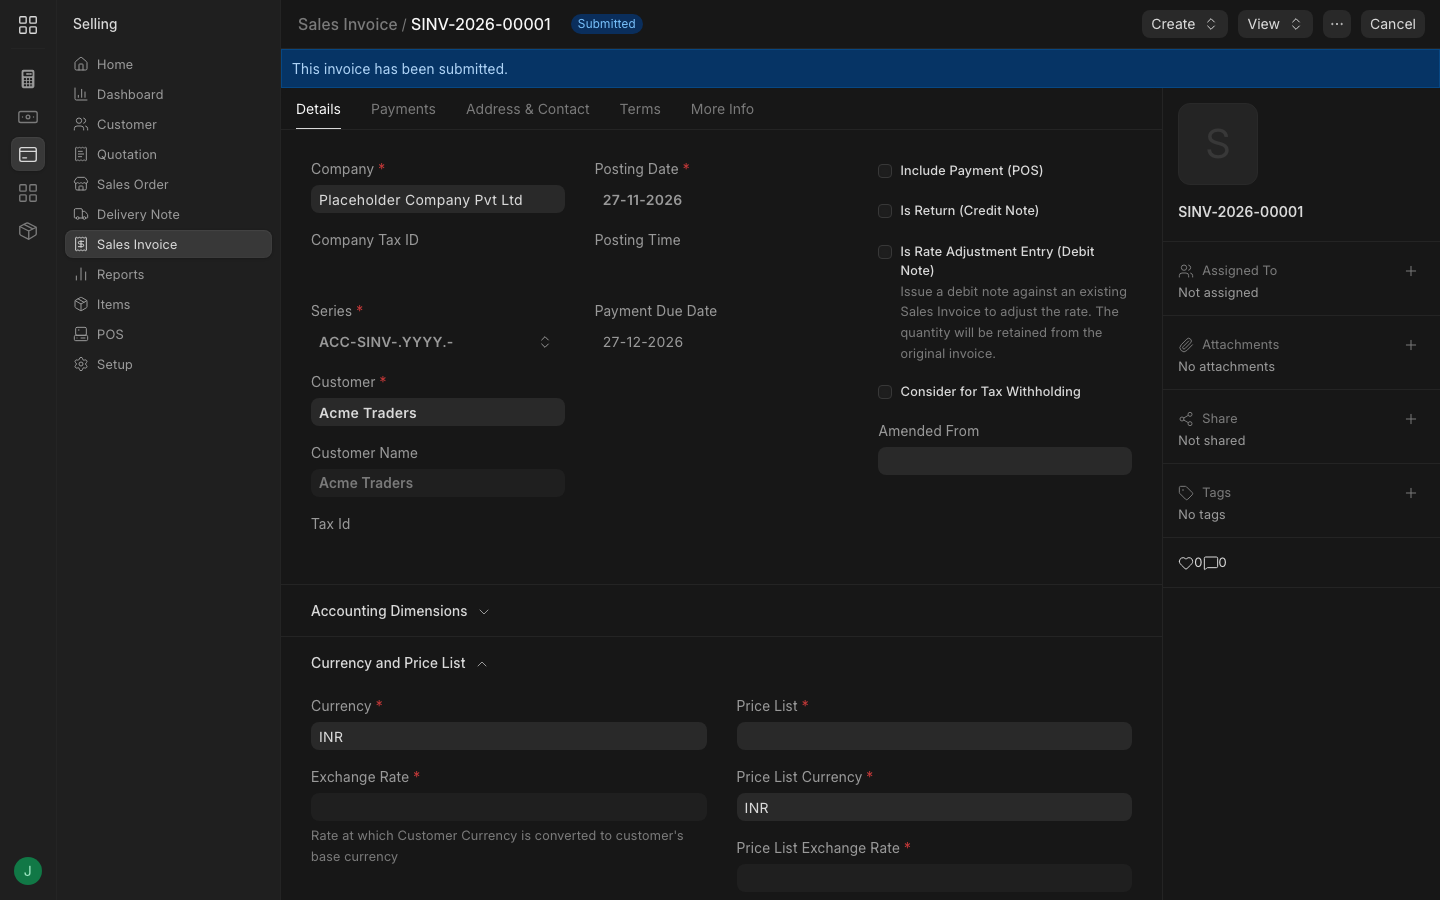 Selling
Home
Dashboard
Customer
Quotation
Sales Order
Delivery Note
Sales Invoice
Reports
Items
POS
Setup
J
Sales Invoice / SINV-2026-00001
Submitted
Create
View
...
Cancel
This invoice has been submitted.
Details
Payments
Address & Contact
Terms
More Info
Company *
Placeholder Company Pvt Ltd
Company Tax ID
Series *
ACC-SINV-.YYYY.-
Customer *
Acme Traders
Customer Name
Acme Traders
Tax Id
Posting Date *
27-11-2026
Posting Time
Payment Due Date
27-12-2026
Include Payment (POS)
Is Return (Credit Note)
Is Rate Adjustment Entry (Debit
Note)
Issue a debit note against an existing
Sales Invoice to adjust the rate. The
quantity will be retained from the
original invoice.
Consider for Tax Withholding
Amended From
Accounting Dimensions
Currency and Price List
Currency *
INR
Exchange Rate *
Rate at which Customer Currency is converted to customer's
base currency
Price List *
Price List Currency *
INR
Price List Exchange Rate *
S
SINV-2026-00001
Assigned To
Not assigned
Attachments
No attachments
Share
Not shared
Tags
No tags
0
0